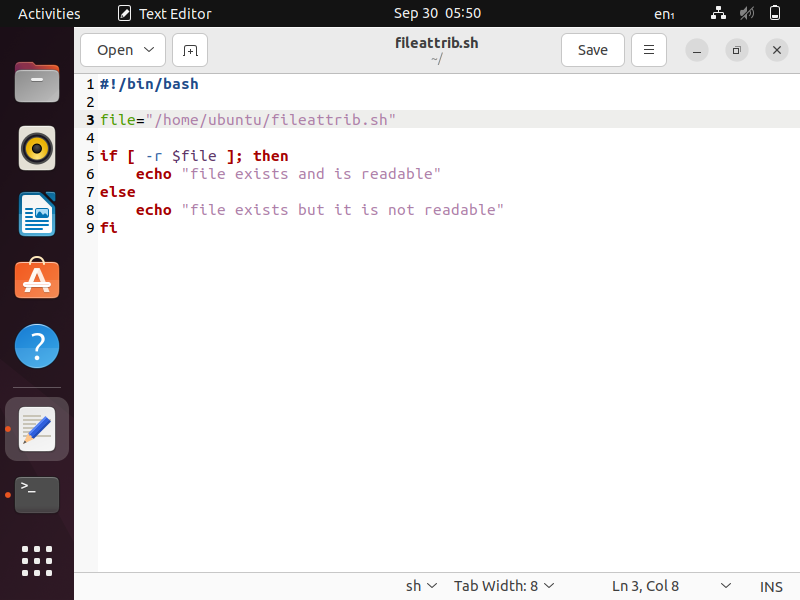 Activities Text Editor Sep 30 05:50 en₁
Open fileattrib.sh Save
~/
1 #!/bin/bash
2
3 file="/home/ubuntu/fileattrib.sh"
4
5 if [ -r $file ]; then
6     echo "file exists and is readable"
7 else
8     echo "file exists but it is not readable"
9 fi
>_
sh Tab Width: 8 Ln 3, Col 8 INS